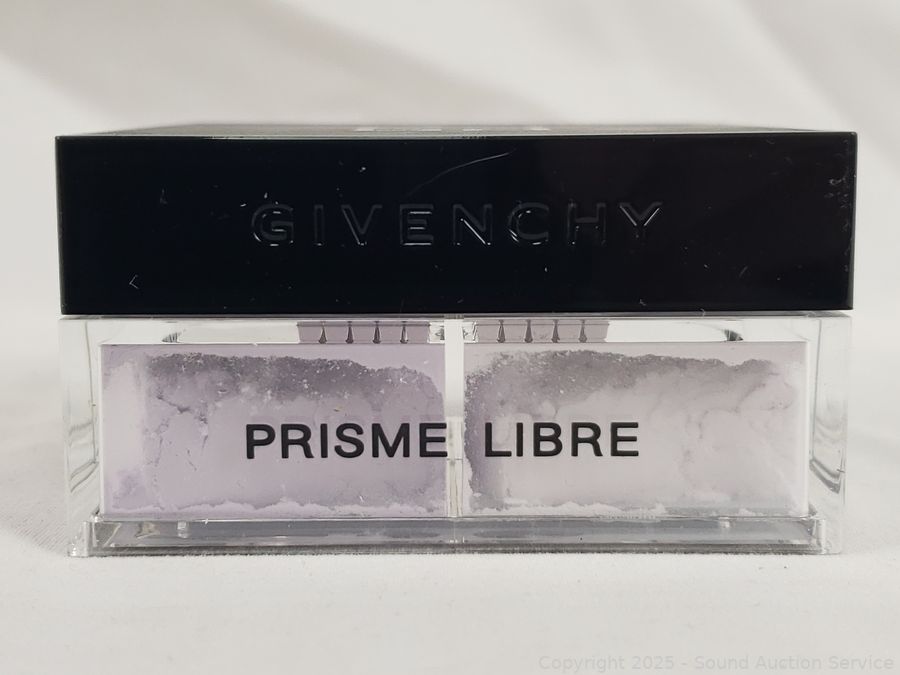 GIVENCHY
PRISME LIBRE
Copyright 2025 - Sound Auction Service